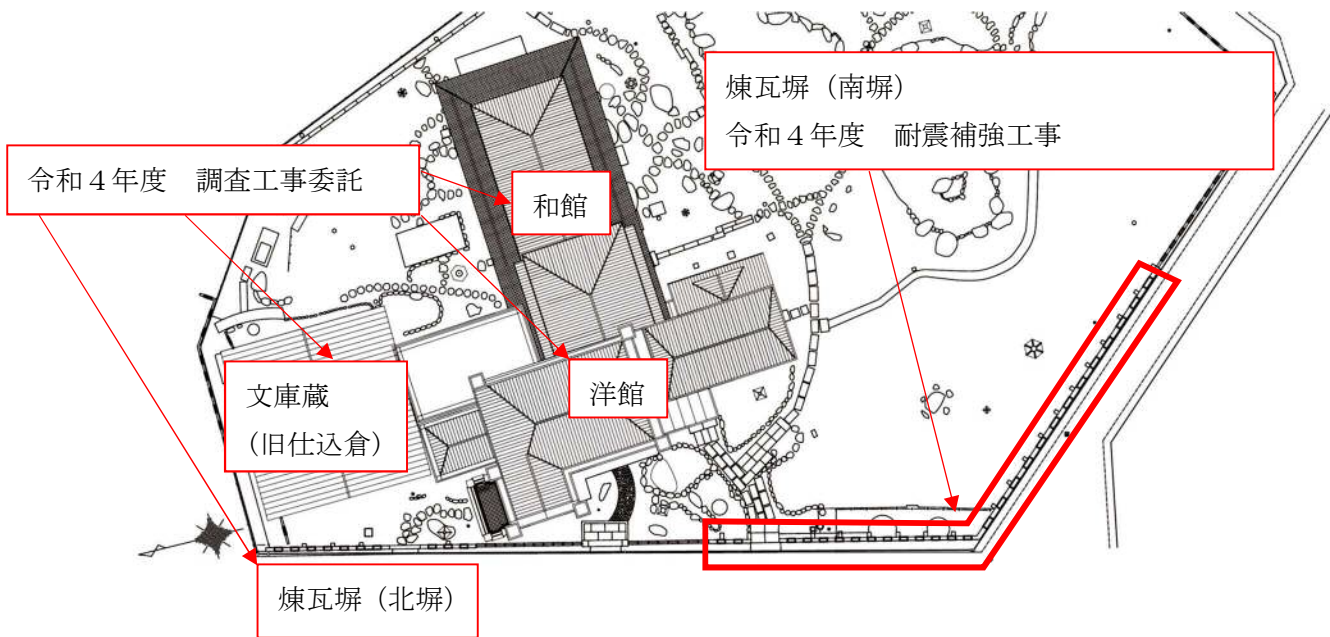 煉瓦塀（南塀）
令和４年度　耐震補強工事
令和４年度　調査工事委託
和館
洋館
文庫蔵
（旧仕込倉）
煉瓦塀（北塀）